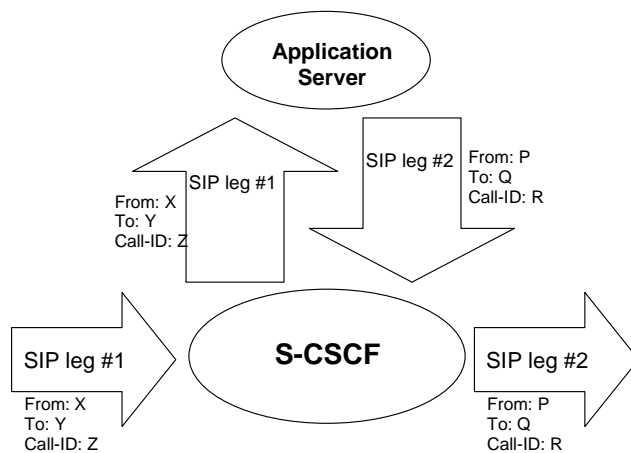 Application
Server
SIP leg #1
From: X
To: Y
Call-ID: Z
SIP leg #2
From: P
To: Q
Call-ID: R
SIP leg #1
From: X
To: Y
Call-ID: Z
S-CSCF
SIP leg #2
From: P
To: Q
Call-ID: R